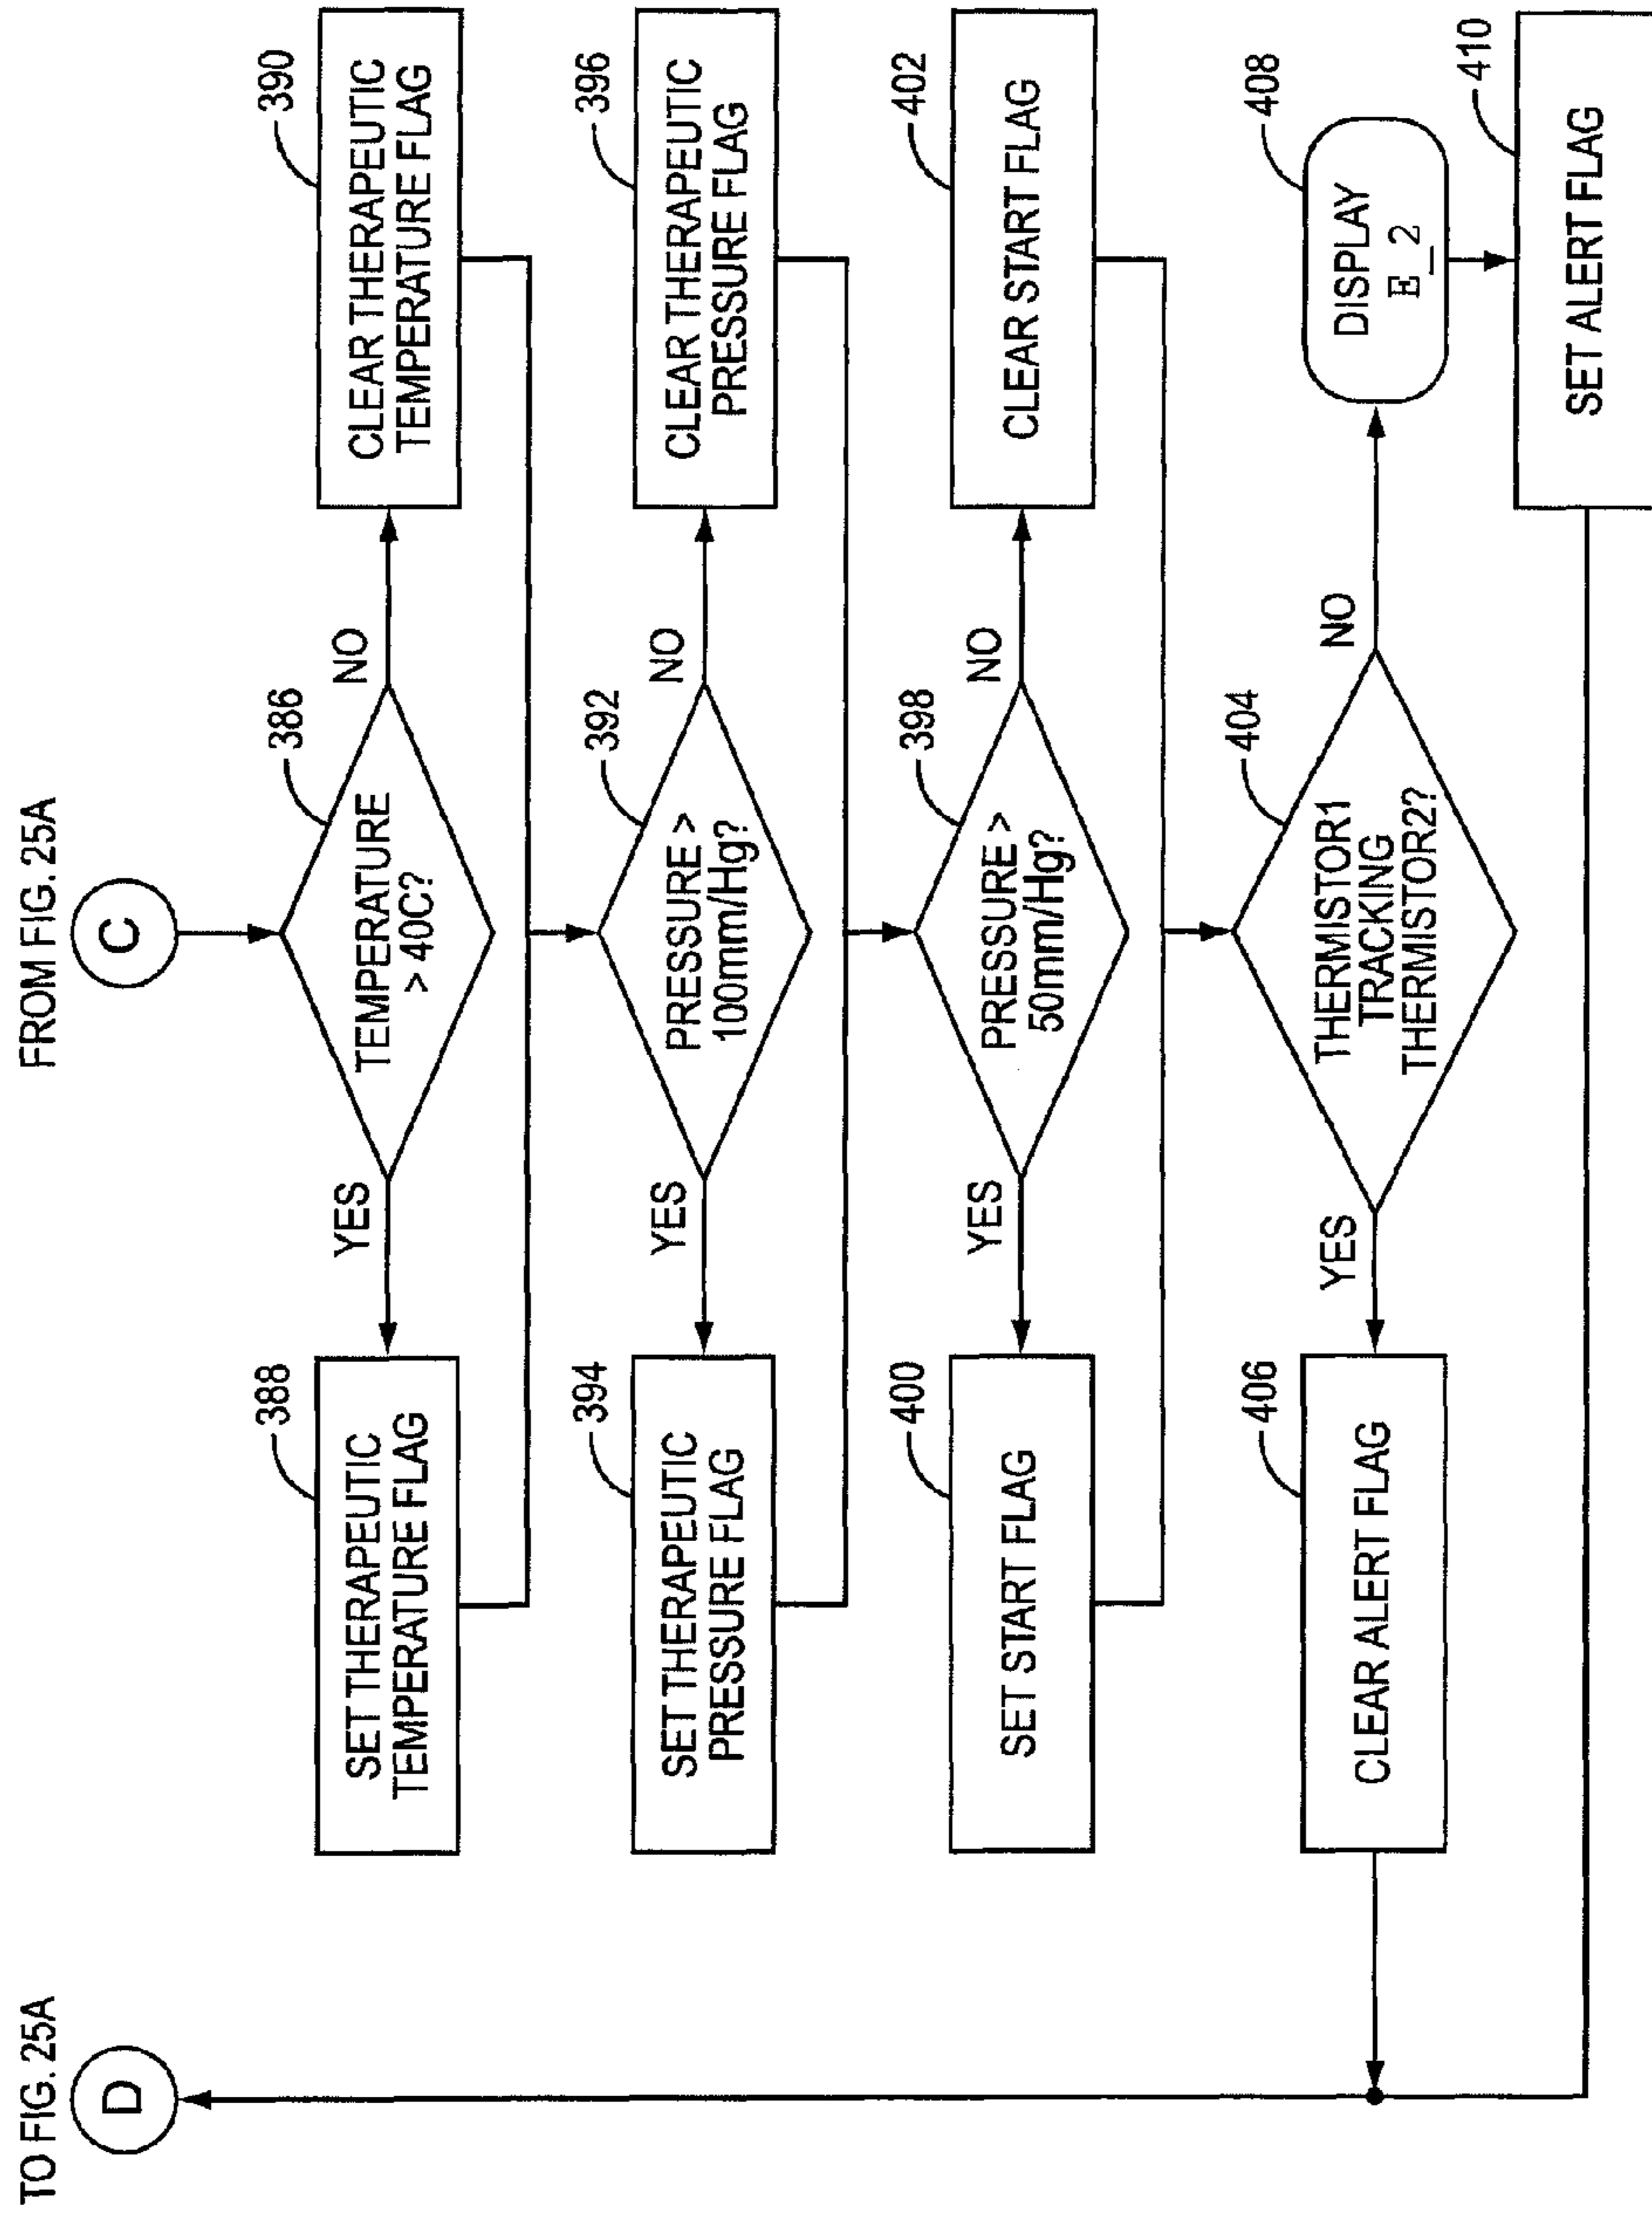 FROM FIG. 25A
TO FIG. 25A
C
D
386
TEMPERATURE
> 40C?
YES
NO
388
SET THERAPEUTIC
TEMPERATURE FLAG
390
CLEAR THERAPEUTIC
TEMPERATURE FLAG
392
PRESSURE >
100mm/Hg?
YES
NO
394
SET THERAPEUTIC
PRESSURE FLAG
396
CLEAR THERAPEUTIC
PRESSURE FLAG
398
PRESSURE >
50mm/Hg?
YES
NO
400
SET START FLAG
402
CLEAR START FLAG
404
THERMISTOR1
TRACKING
THERMISTOR2?
YES
NO
406
CLEAR ALERT FLAG
408
DISPLAY
E_2
410
SET ALERT FLAG